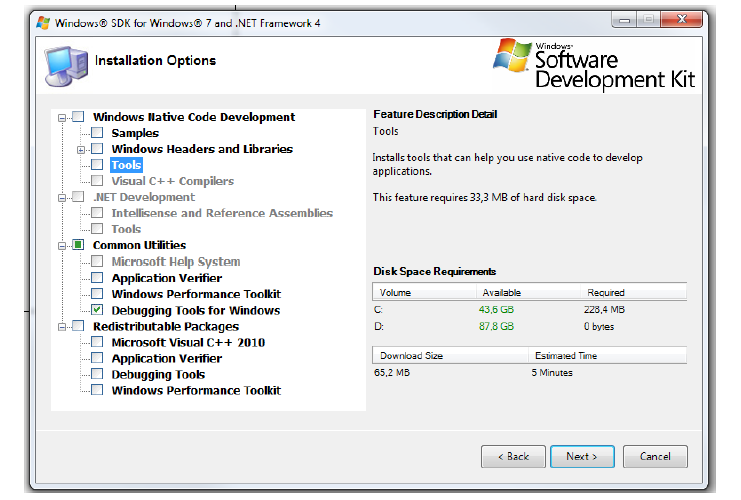 Windows® SDK for Windows® 7 and .NET Framework 4
Installation Options
Windows®
Software
Development Kit
Windows Native Code Development
Samples
Windows Headers and Libraries
Tools
Visual C++ Compilers
.NET Development
Intellisense and Reference Assemblies
Tools
Common Utilities
Microsoft Help System
Application Verifier
Windows Performance Toolkit
Debugging Tools for Windows
Redistributable Packages
Microsoft Visual C++ 2010
Application Verifier
Debugging Tools
Windows Performance Toolkit
Feature Description Detail
Tools
Installs tools that can help you use native code to develop
applications.
This feature requires 33,3 MB of hard disk space.
Disk Space Requirements
Volume Available Required
C: 43,6 GB 228,4 MB
D: 87,8 GB 0 bytes
Download Size Estimated Time
65,2 MB 5 Minutes
< Back Next > Cancel